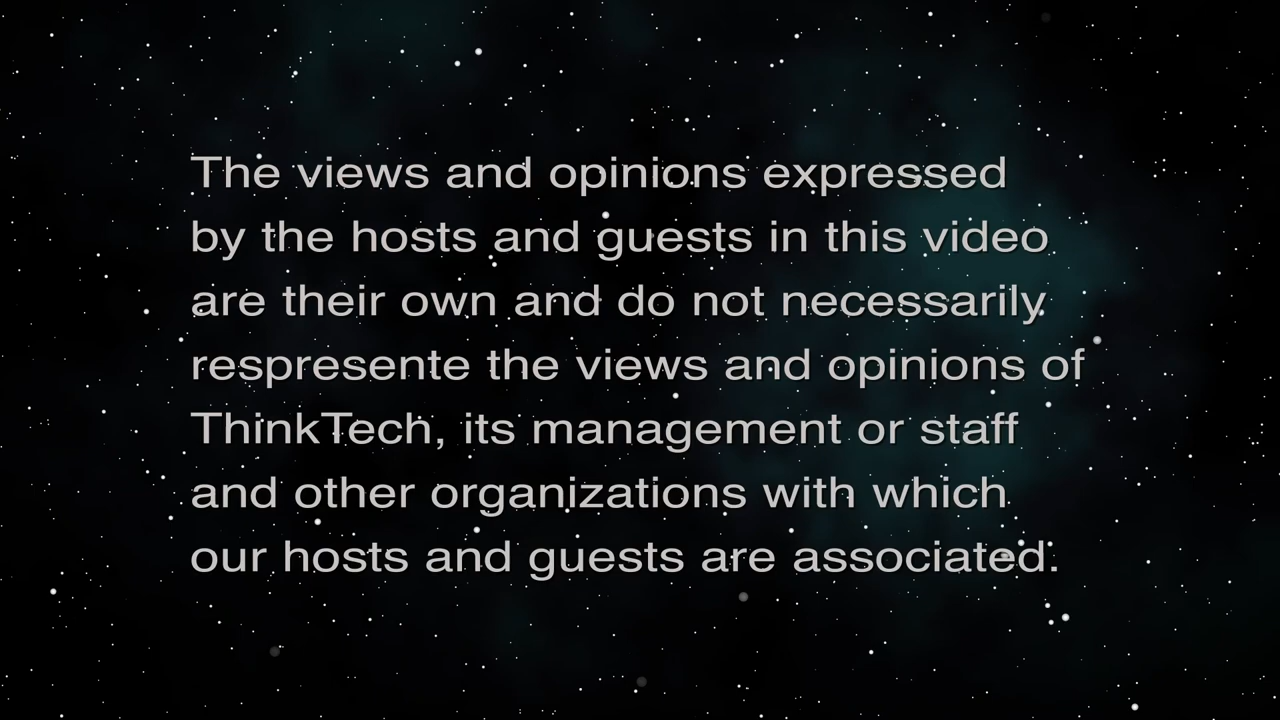 The views and opinions expressed
by the hosts and guests in this video
are their own and do not necessarily
respresente the views and opinions of
ThinkTech, its management or staff
and other organizations with which
our hosts and guests are associated.